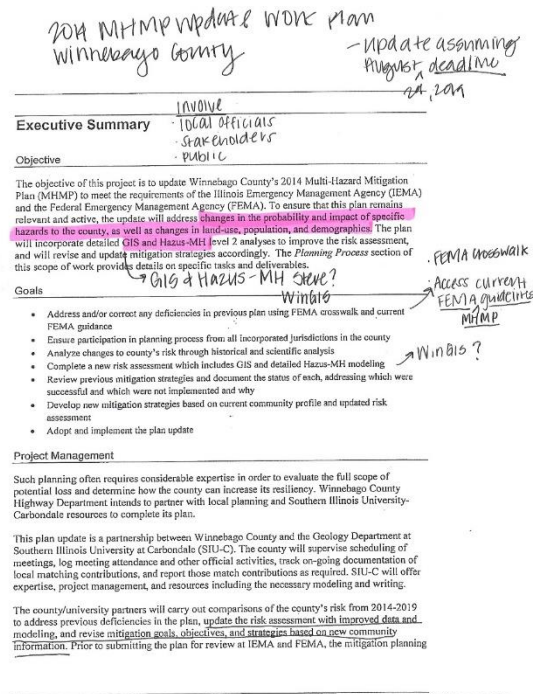 2014 MHMP update work plan
Winnebago County
- update assuming
August deadline
2019
Involve
Executive Summary
· local officials
· stakeholders
· public
Objective
The objective of this project is to update Winnebago County's 2014 Multi-Hazard Mitigation
Plan (MHMP) to meet the requirements of the Illinois Emergency Management Agency (IEMA)
and the Federal Emergency Management Agency (FEMA). To ensure that this plan remains
relevant and active, the update will address changes in the probability and impact of specific
hazards to the county, as well as changes in land-use, population, and demographics. The plan
will incorporate detailed GIS and Hazus-MH level 2 analyses to improve the risk assessment,
and will revise and update mitigation strategies accordingly. The Planning Process section of
this scope of work provides details on specific tasks and deliverables.
GIS & HAZUS-MH Steve?
WinGIS
· FEMA crosswalk
· Access current
FEMA guidelines
MHMP
Goals
• Address and/or correct any deficiencies in previous plan using FEMA crosswalk and current
FEMA guidance
• Ensure participation in planning process from all incorporated jurisdictions in the county
• Analyze changes to county's risk through historical and scientific analysis
• Complete a new risk assessment which includes GIS and detailed Hazus-MH modeling
WinGIS?
• Review previous mitigation strategies and document the status of each, addressing which were
successful and which were not implemented and why
• Develop new mitigation strategies based on current community profile and updated risk
assessment
• Adopt and implement the plan update
Project Management
Such planning often requires considerable expertise in order to evaluate the full scope of
potential loss and determine how the county can increase its resiliency. Winnebago County
Highway Department intends to partner with local planning and Southern Illinois University-
Carbondale resources to complete its plan.
This plan update is a partnership between Winnebago County and the Geology Department at
Southern Illinois University at Carbondale (SIU-C). The county will supervise scheduling of
meetings, log meeting attendance and other official activities, track on-going documentation of
local matching contributions, and report those match contributions as required. SIU-C will offer
expertise, project management, and resources including the necessary modeling and writing.
The county/university partners will carry out comparisons of the county's risk from 2014-2019
to address previous deficiencies in the plan, update the risk assessment with improved data and
modeling, and revise mitigation goals, objectives, and strategies based on new community
information. Prior to submitting the plan for review at IEMA and FEMA, the mitigation planning